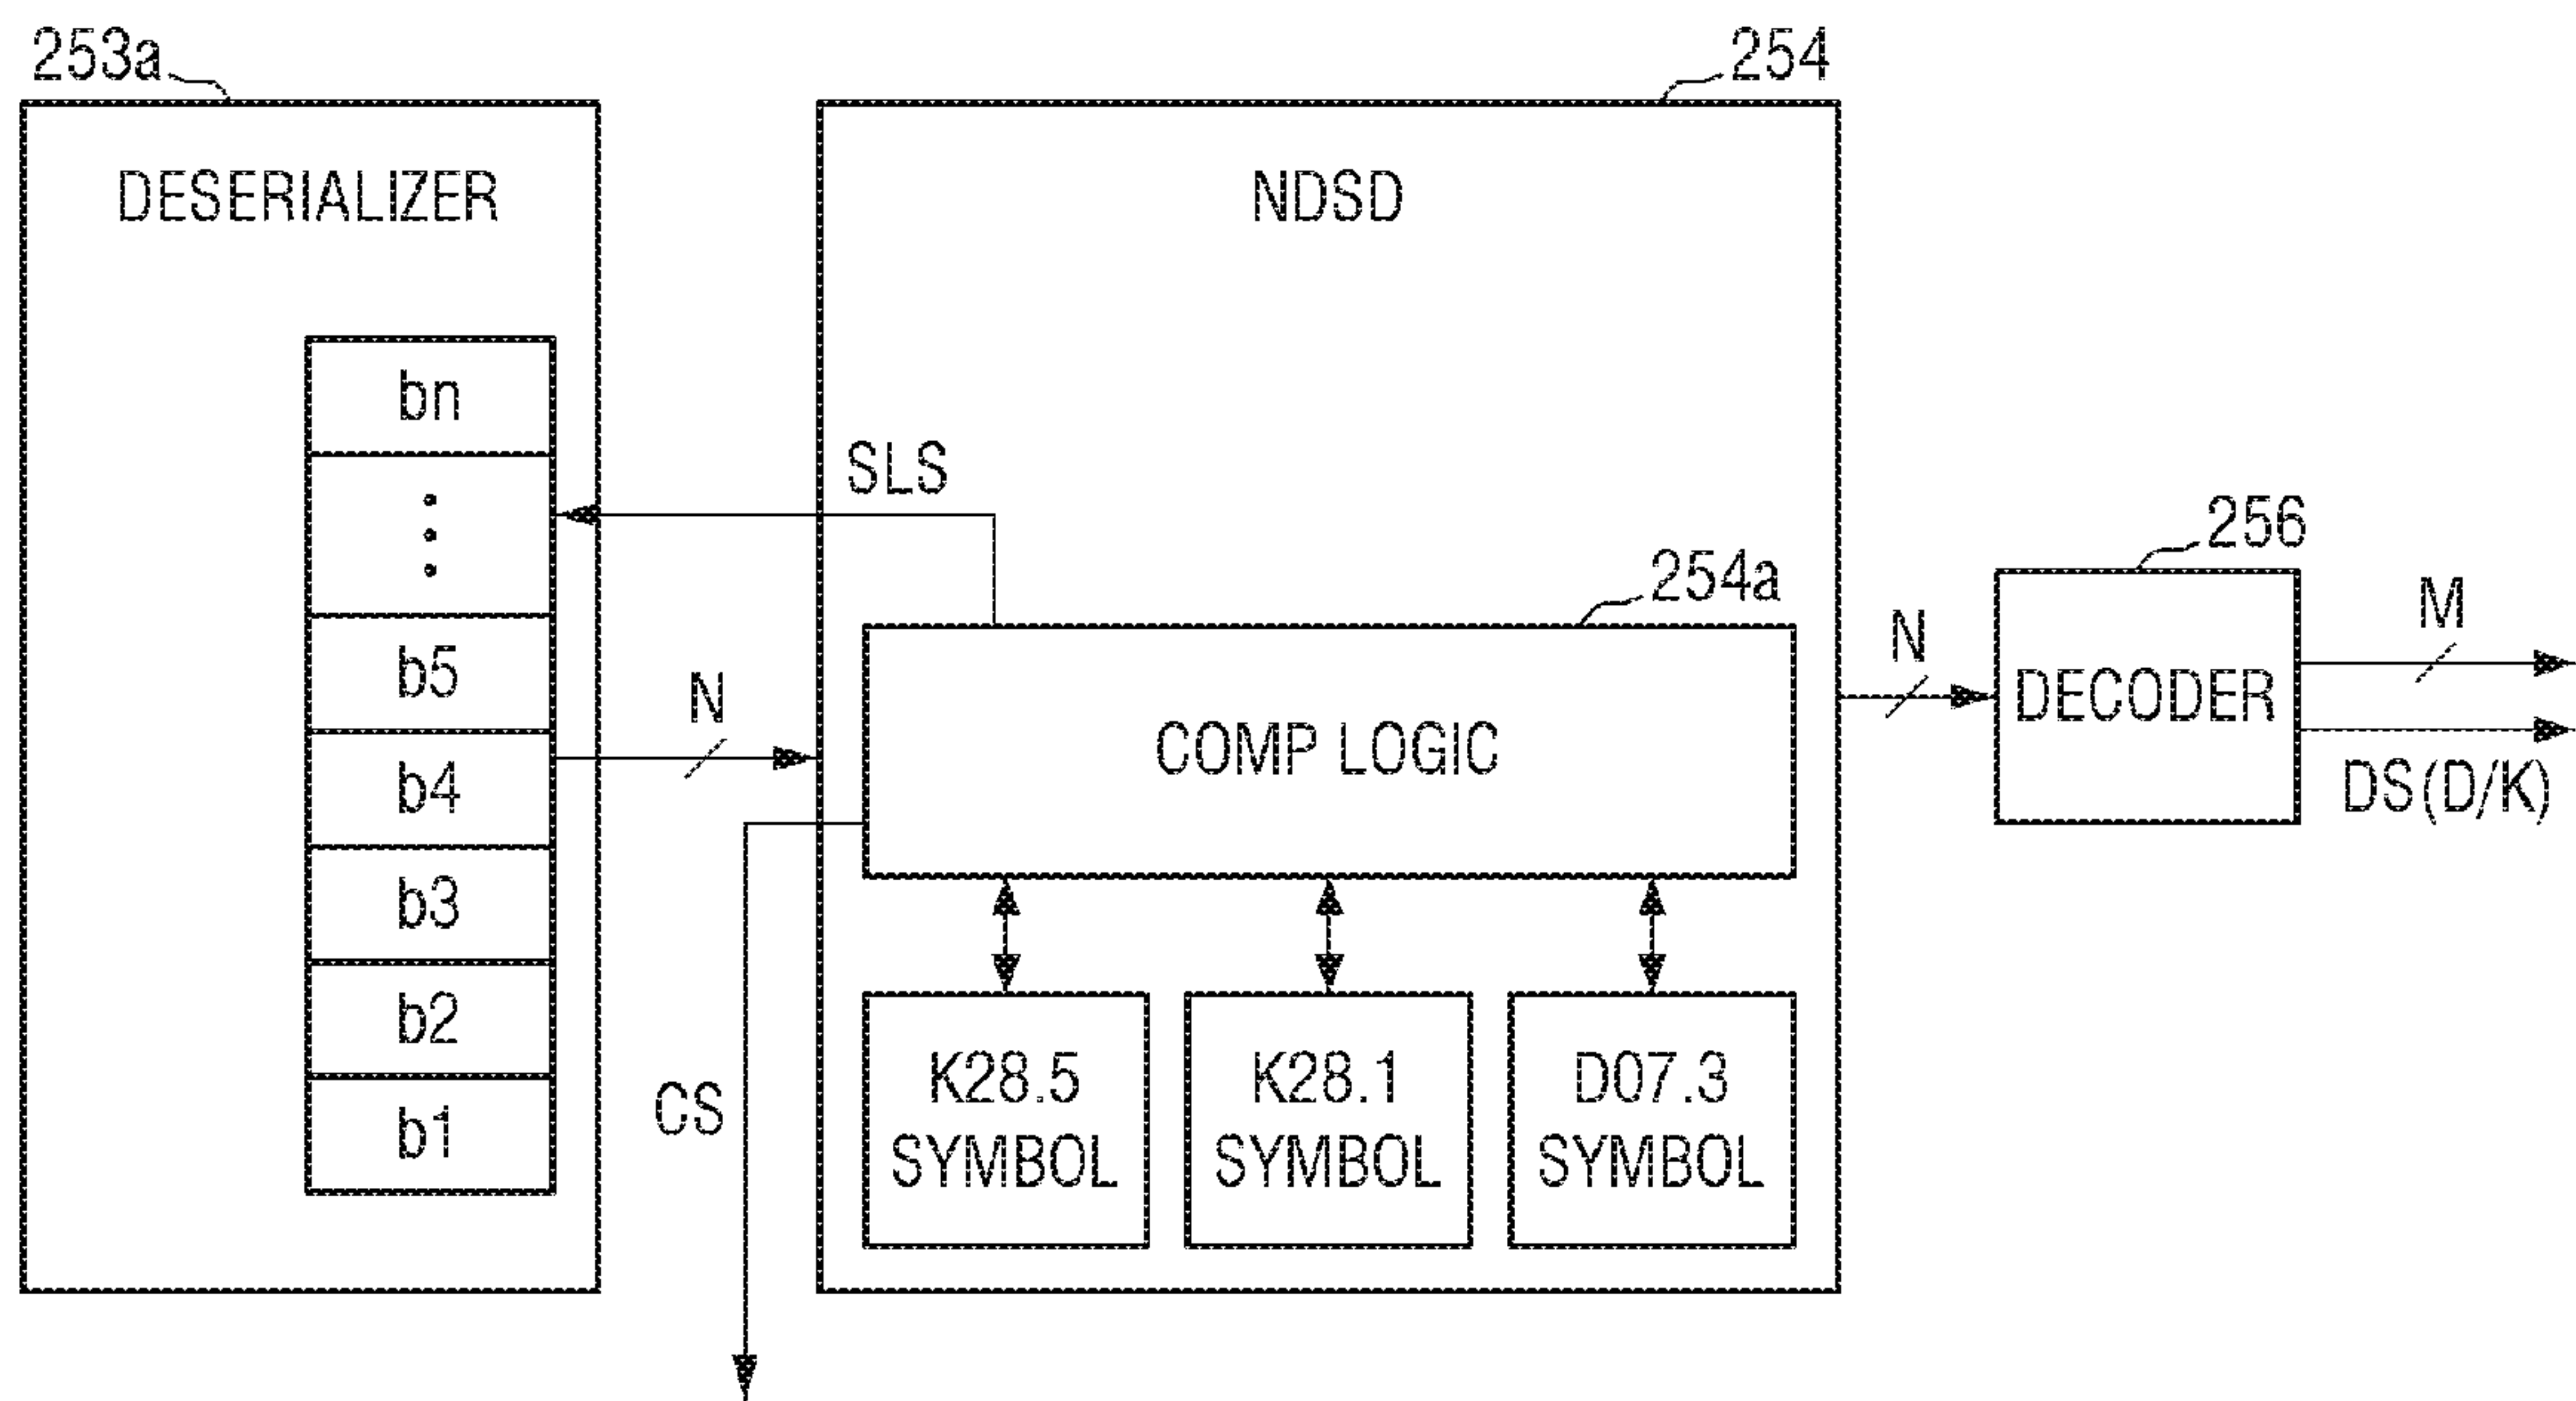 253a
254
DESERIALIZER
NDSD
bn
SLS
256
254a
M
N
b5
N
DECODER
COMP LOGIC
b4
DS(D/K)
b3
K28.5
SYMBOL
K28.1
SYMBOL
D07.3
SYMBOL
b2
CS
b1